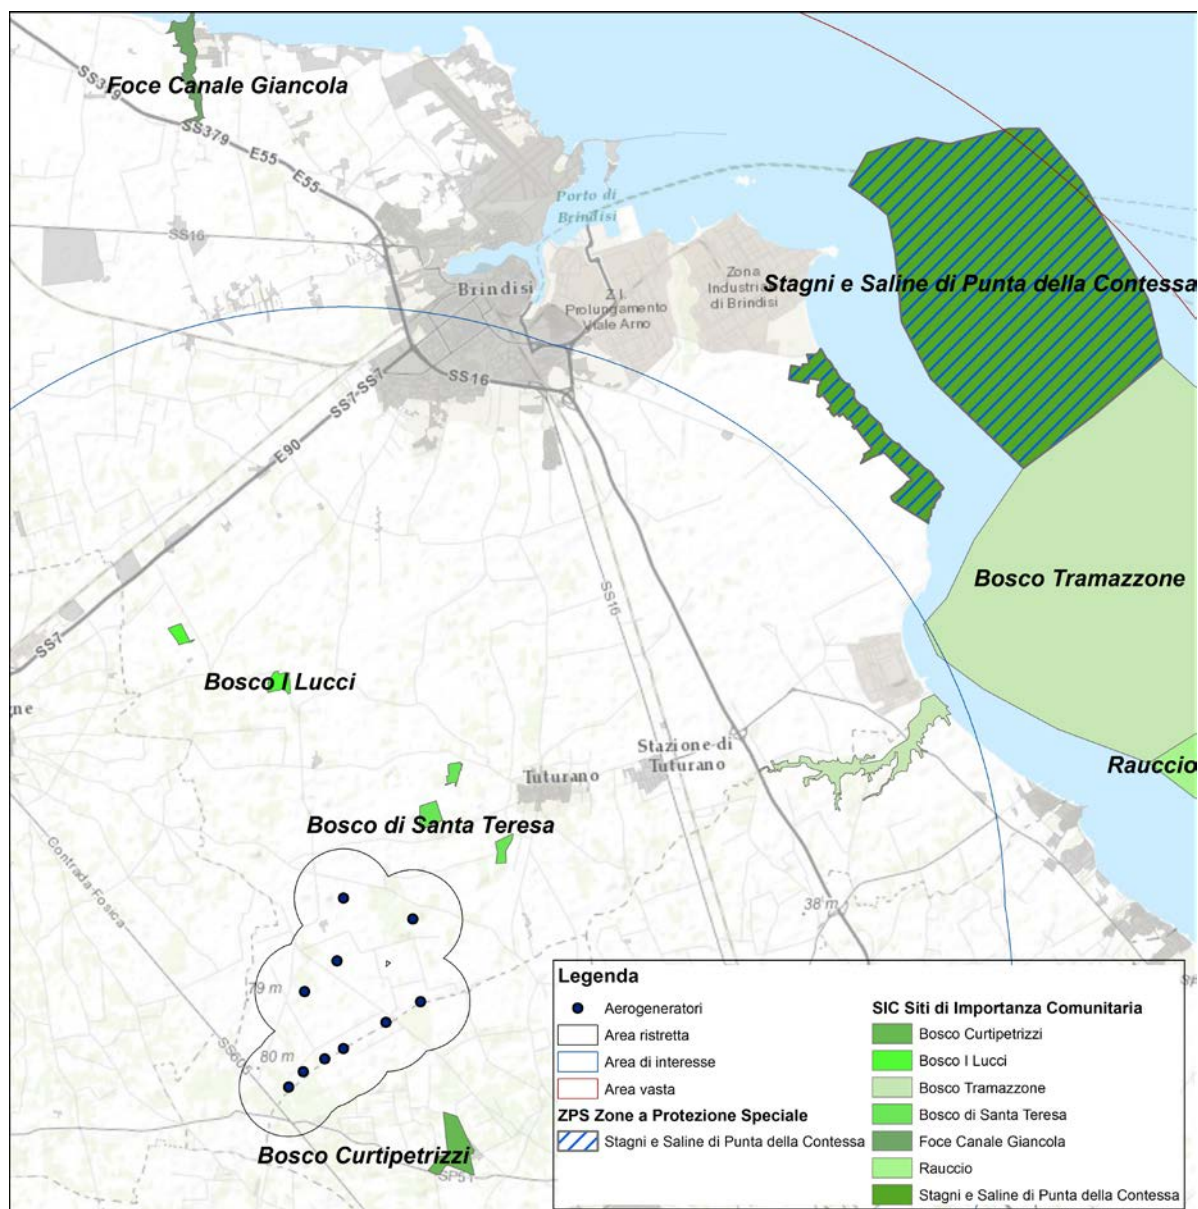 Foce Canale Giancola
SS379
SS379
E55
E55
SS16
Porto di
Brindisi
Brindisi
Z.I.
Prolungamento
Viale Arno
Zona
Industriale
di Brindisi
Stagni e Saline di Punta della Contessa
SS16
SS7-SS7
E90
SS7
SS16
Bosco Tramazzone
Bosco I Lucci
ne
Stazione di
Tuturano
Tuturano
Rauccio
Bosco di Santa Teresa
Contrada Fosica
38 m
79 m
80 m
SS605
Bosco Curtipetrizzi
SP51
SP
Legenda
Aerogeneratori
Area ristretta
Area di interesse
Area vasta
ZPS Zone a Protezione Speciale
Stagni e Saline di Punta della Contessa
SIC Siti di Importanza Comunitaria
Bosco Curtipetrizzi
Bosco I Lucci
Bosco Tramazzone
Bosco di Santa Teresa
Foce Canale Giancola
Rauccio
Stagni e Saline di Punta della Contessa